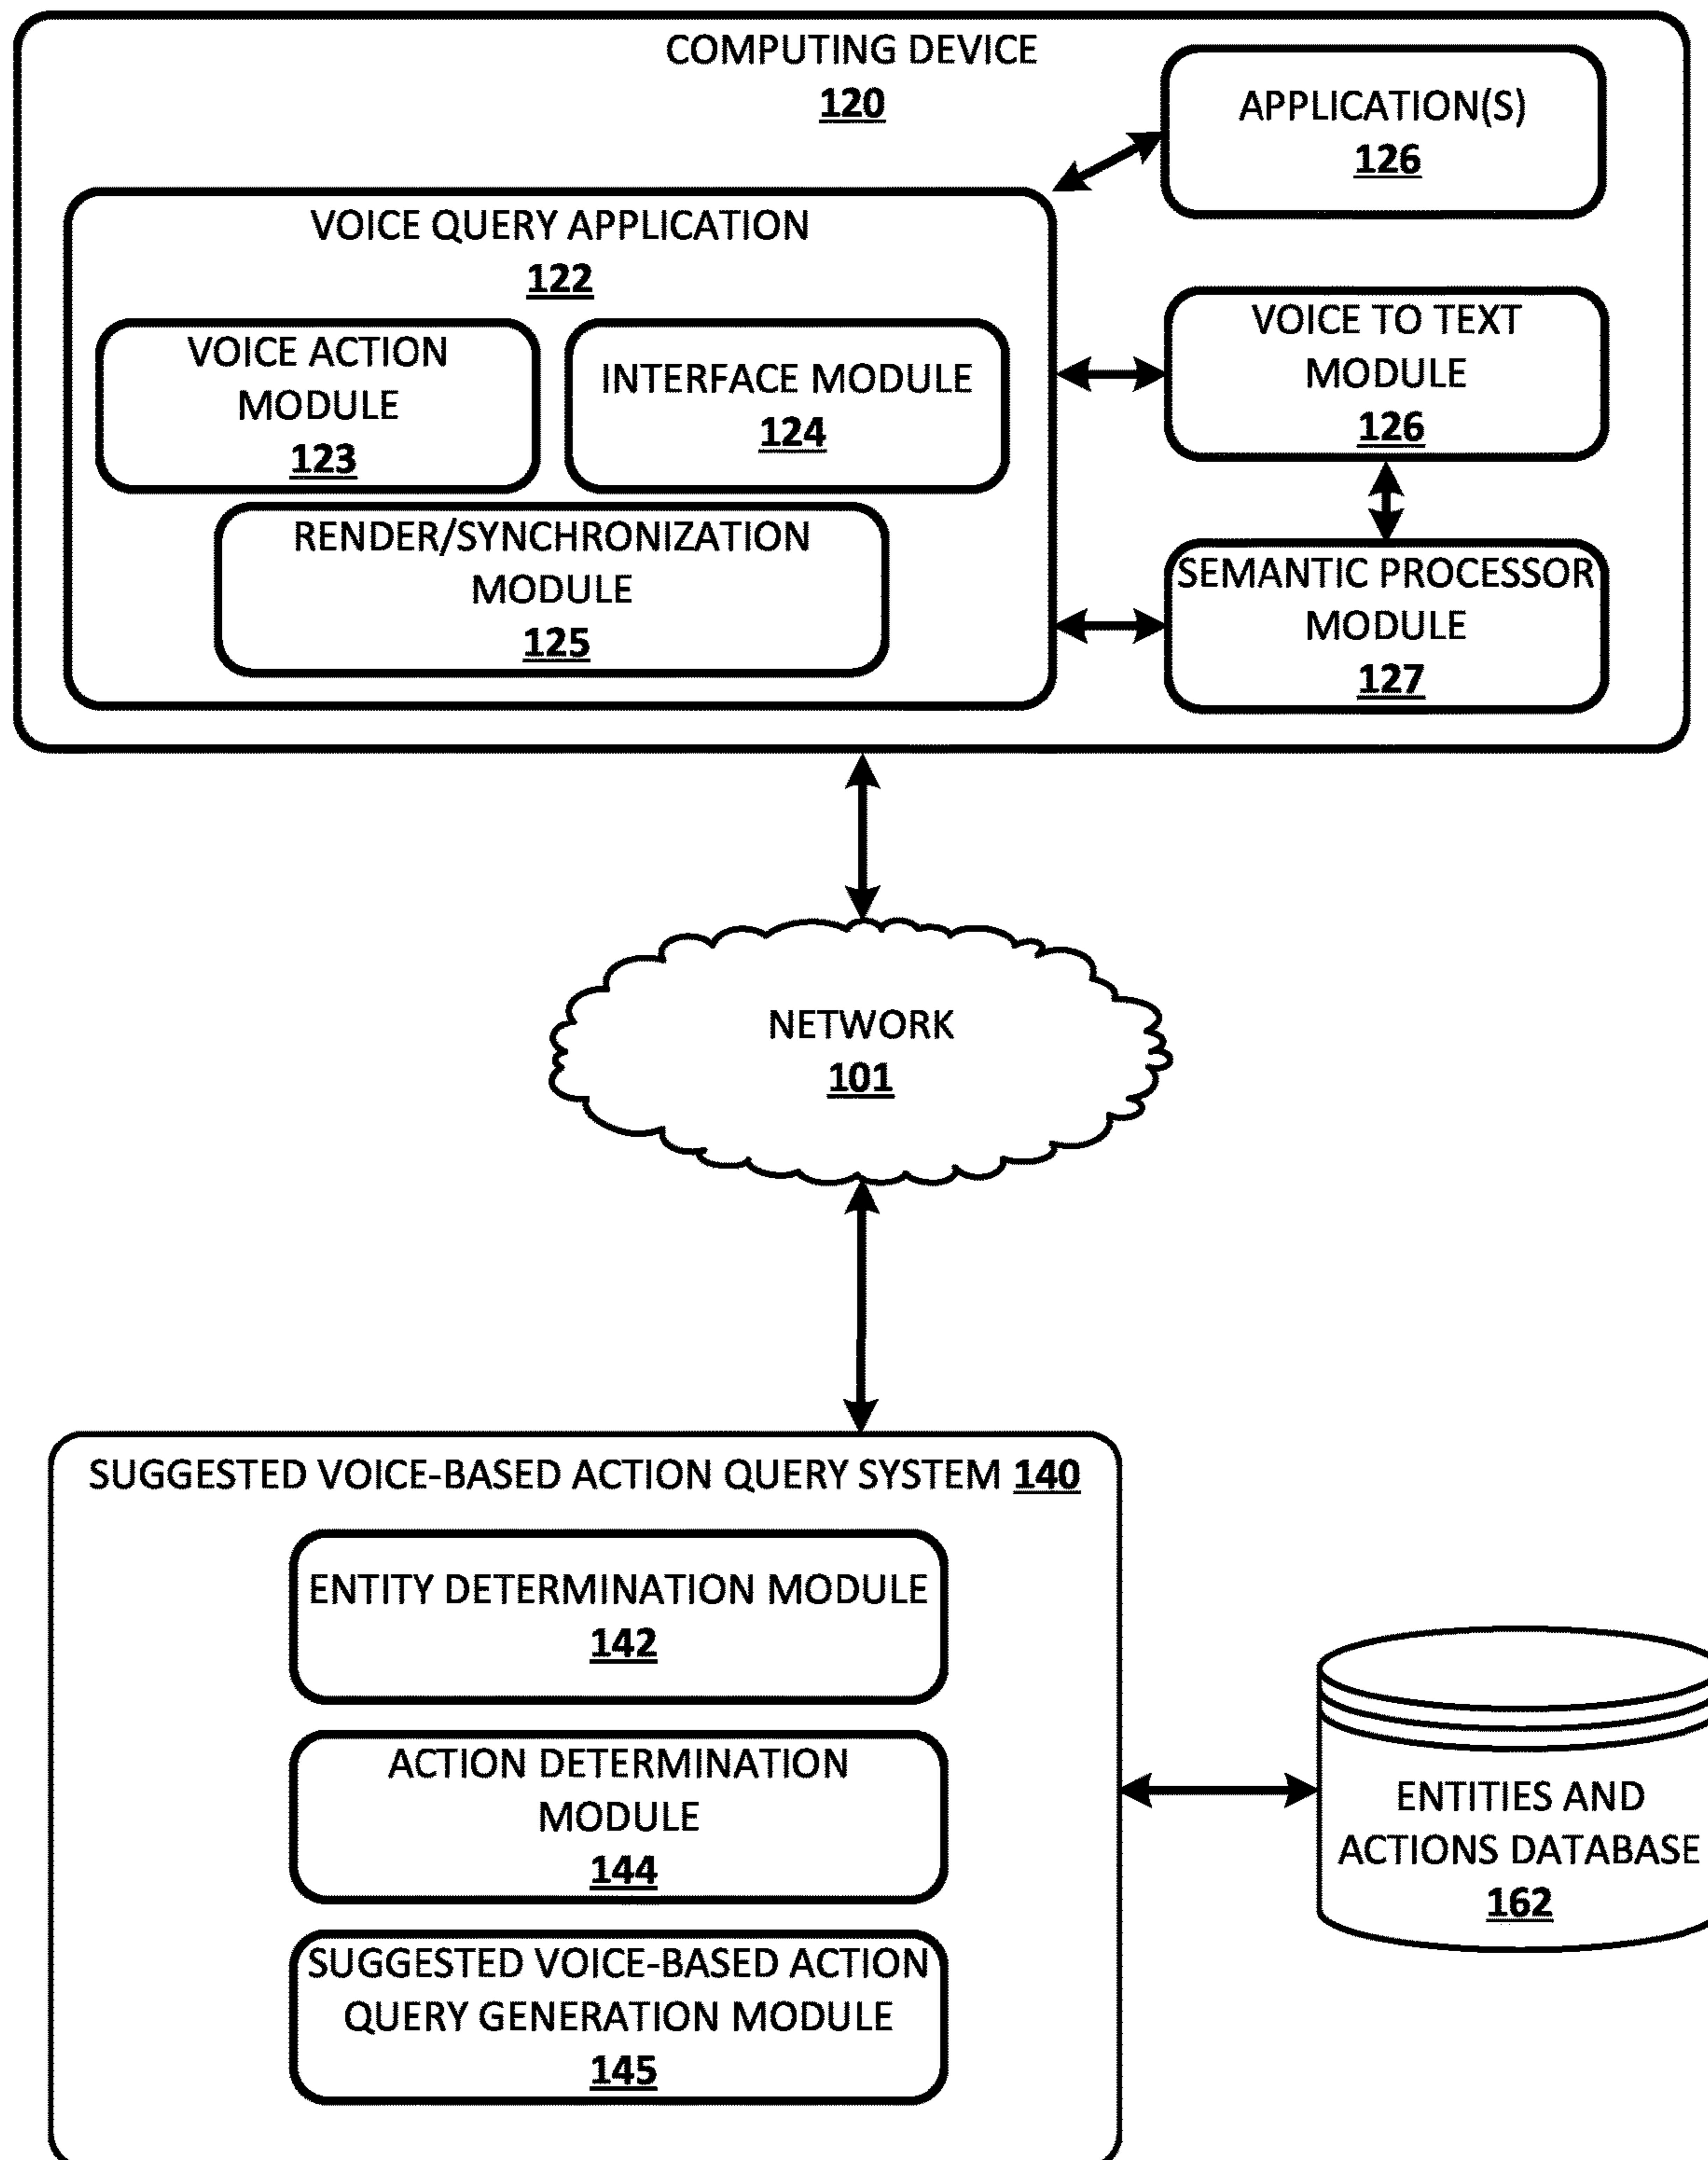 COMPUTING DEVICE
120
APPLICATION(S)
126
VOICE QUERY APPLICATION
122
VOICE ACTION
MODULE
123
INTERFACE MODULE
124
RENDER/SYNCHRONIZATION
MODULE
125
VOICE TO TEXT
MODULE
126
SEMANTIC PROCESSOR
MODULE
127
NETWORK
101
SUGGESTED VOICE-BASED ACTION QUERY SYSTEM 140
ENTITY DETERMINATION MODULE
142
ACTION DETERMINATION
MODULE
144
SUGGESTED VOICE-BASED ACTION
QUERY GENERATION MODULE
145
ENTITIES AND
ACTIONS DATABASE
162